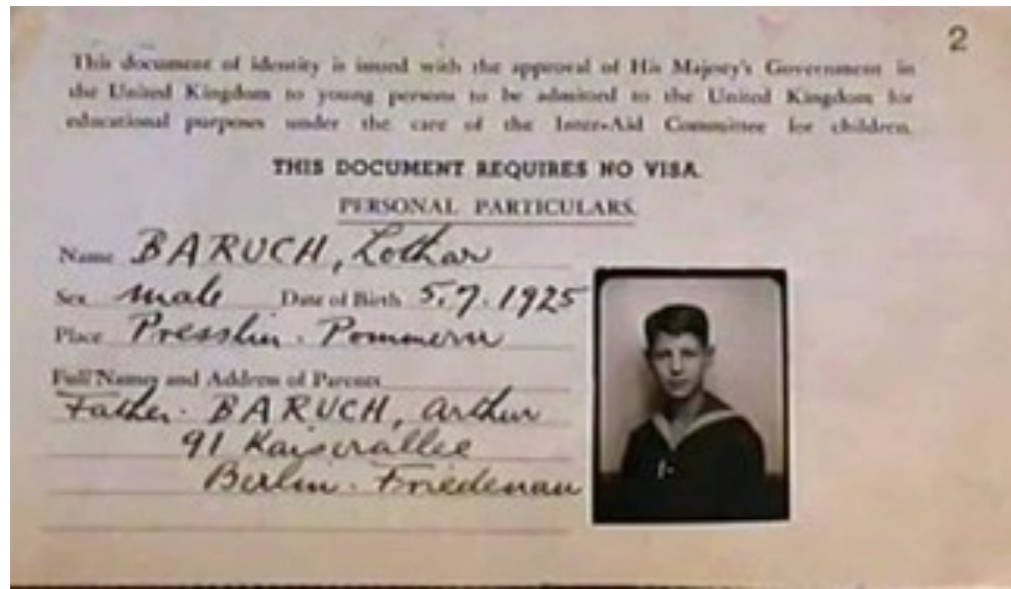 2
This document of identity is issued with the approval of His Majesty's Government in
the United Kingdom to young persons to be admitted to the United Kingdom for
educational purposes under the care of the Inter-Aid Committee for children.
THIS DOCUMENT REQUIRES NO VISA.
PERSONAL PARTICULARS.
Name BARUCH, Lothar
Sex male Date of Birth 5.7.1925
Place Presslin - Pommern
Full Names and Address of Parents
Father - BARUCH, Arthur
91 Kaiserallee
Berlin - Friedenau